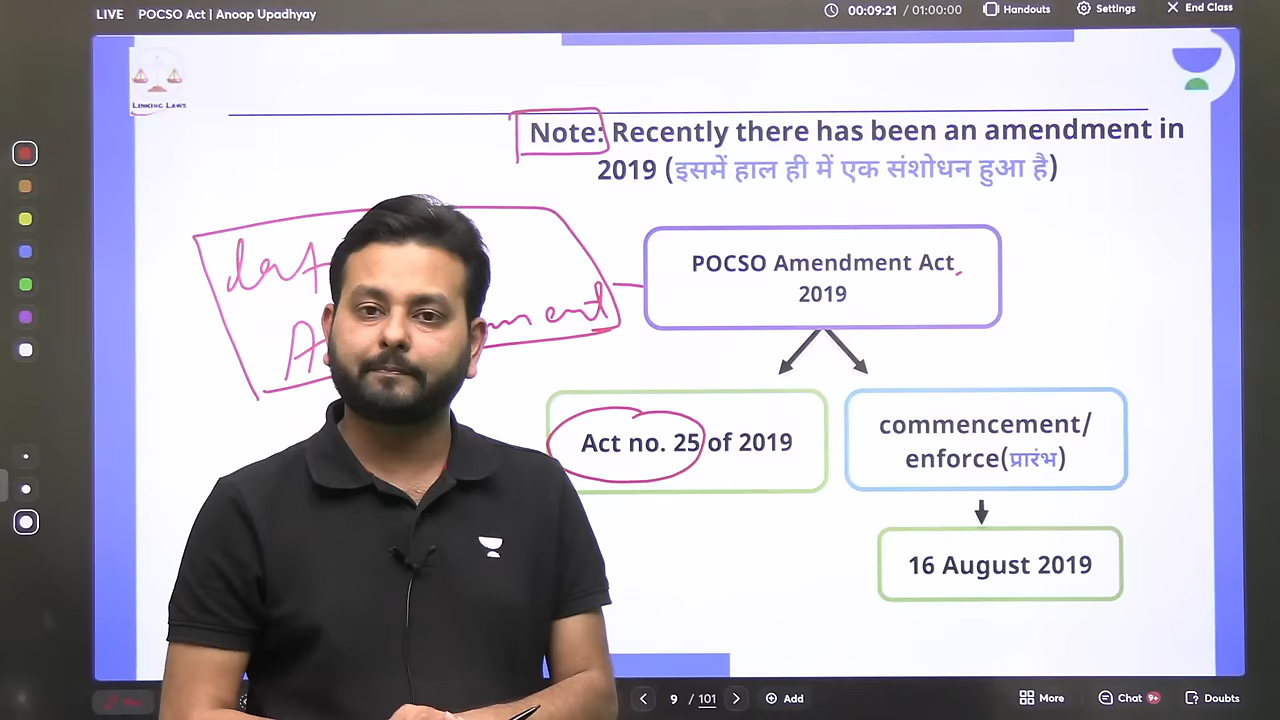 LIVE POCSO Act | Anoop Upadhyay
00:09:21 / 01:00:00 Handouts Settings End Class
LINKING LAWS
Note: Recently there has been an amendment in
2019 (इसमें हाल ही में एक संशोधन हुआ है)
POCSO Amendment Act,
2019
Act no. 25 of 2019
commencement/
enforce(प्रारंभ)
16 August 2019
9 / 101 Add
More Chat 9+ Doubts